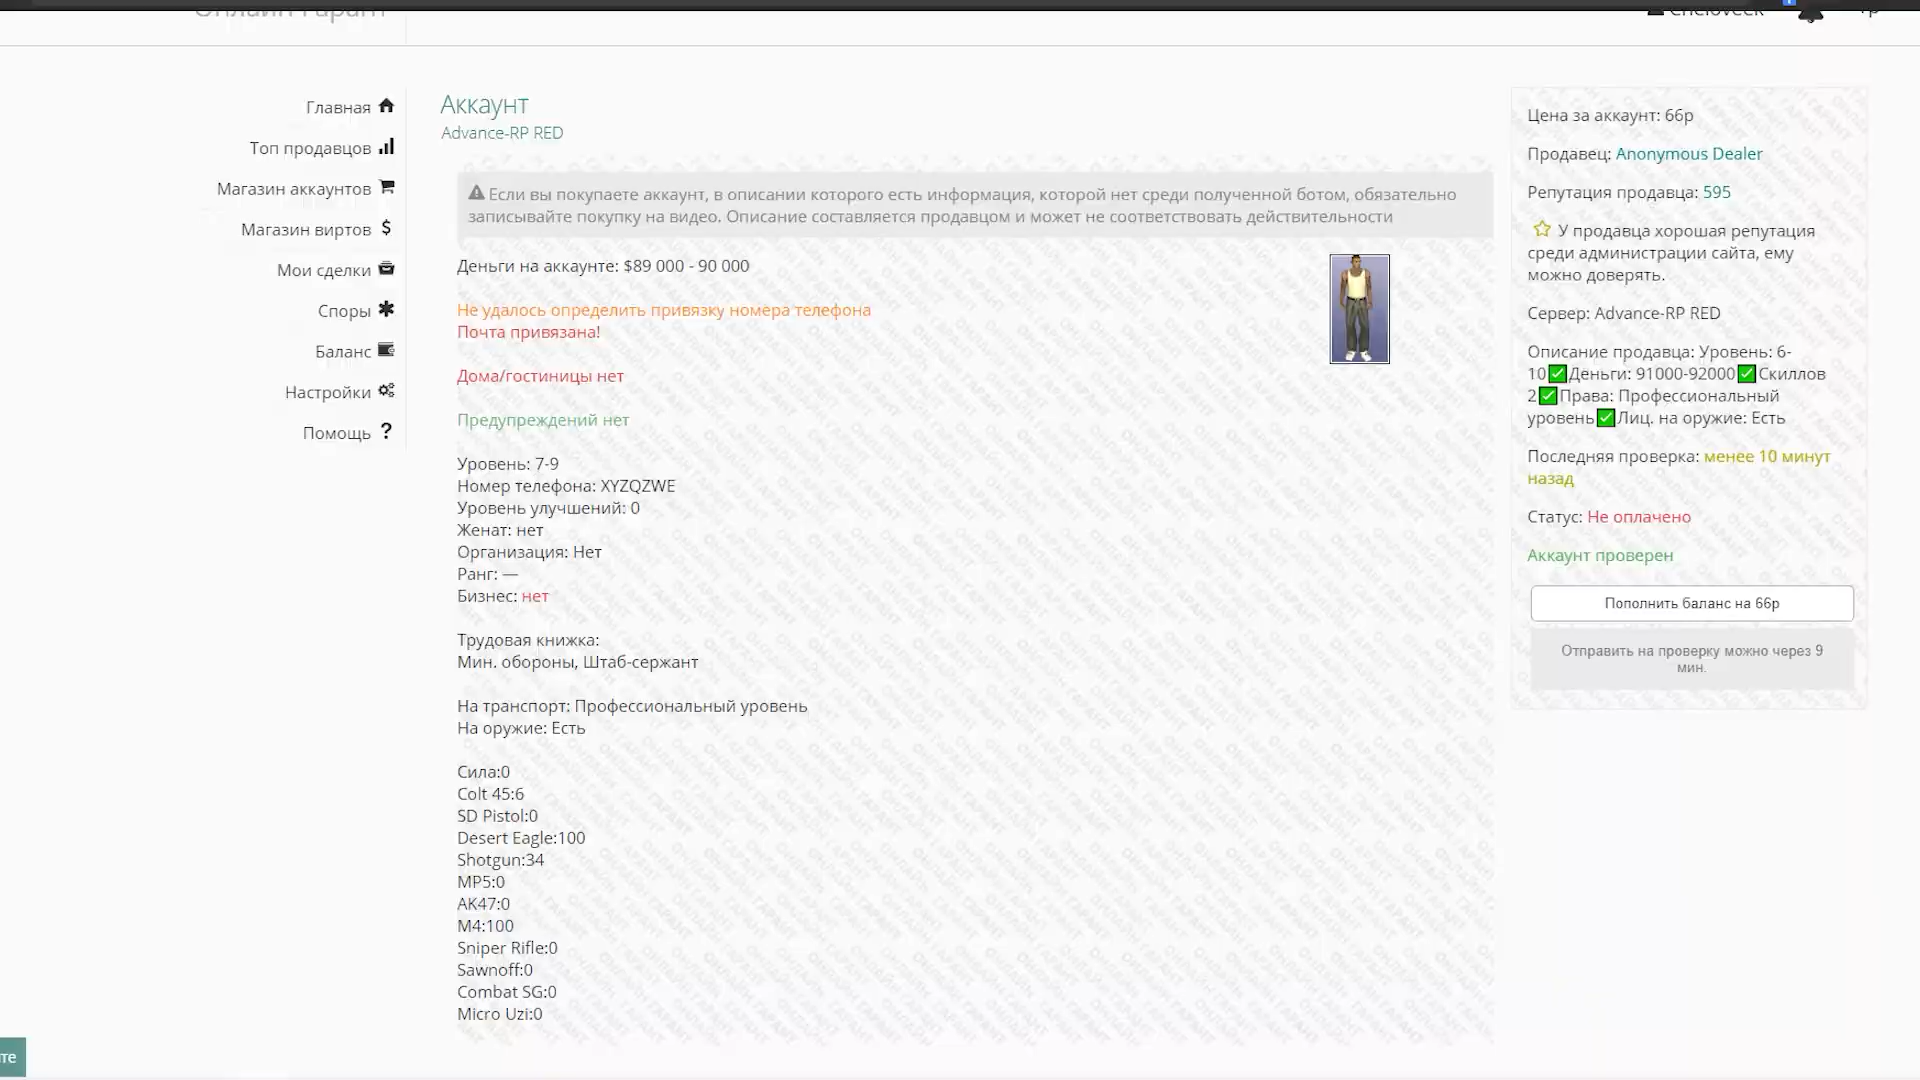 Онлайн Гарант
Cheloveek
Главная
Топ продавцов
Магазин аккаунтов
Магазин виртов
Мои сделки
Споры
Баланс
Настройки
Помощь
Аккаунт
Advance-RP RED
Если вы покупаете аккаунт, в описании которого есть информация, которой нет среди полученной ботом, обязательно
записывайте покупку на видео. Описание составляется продавцом и может не соответствовать действительности
Деньги на аккаунте: $89 000 - 90 000
Не удалось определить привязку номера телефона
Почта привязана!
Дома/гостиницы нет
Предупреждений нет
Уровень: 7-9
Номер телефона: XYZQZWE
Уровень улучшений: 0
Женат: нет
Организация: Нет
Ранг: —
Бизнес: нет
Трудовая книжка:
Мин. обороны, Штаб-сержант
На транспорт: Профессиональный уровень
На оружие: Есть
Сила:0
Colt 45:6
SD Pistol:0
Desert Eagle:100
Shotgun:34
MP5:0
AK47:0
M4:100
Sniper Rifle:0
Sawnoff:0
Combat SG:0
Micro Uzi:0
Цена за аккаунт: 66р
Продавец: Anonymous Dealer
Репутация продавца: 595
У продавца хорошая репутация
среди администрации сайта, ему
можно доверять.
Сервер: Advance-RP RED
Описание продавца: Уровень: 6-
10✅Деньги: 91000-92000✅Скиллов
2✅Права: Профессиональный
уровень✅Лиц. на оружие: Есть
Последняя проверка: менее 10 минут
назад
Статус: Не оплачено
Аккаунт проверен
Пополнить баланс на 66р
Отправить на проверку можно через 9
мин.